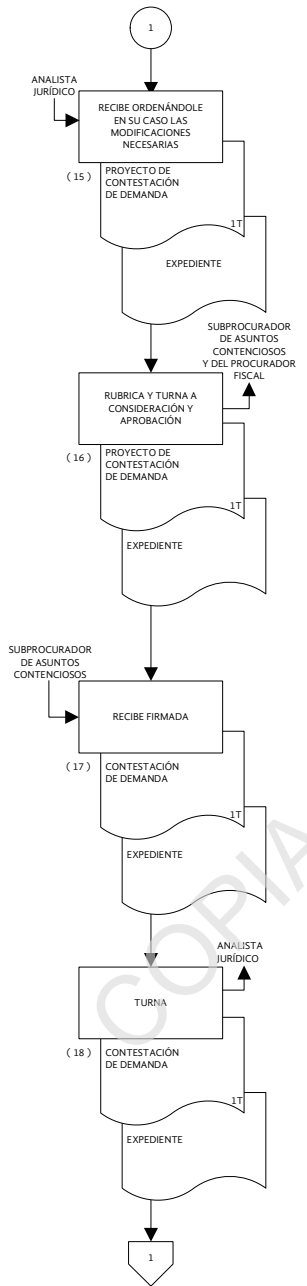 1
ANALISTA
JURÍDICO
RECIBE ORDENÁNDOLE
EN SU CASO LAS
MODIFICACIONES
NECESARIAS
( 15 )
PROYECTO DE
CONTESTACIÓN
DE DEMANDA
1T
EXPEDIENTE
SUBPROCURADOR
DE ASUNTOS
CONTENCIOSOS
Y DEL PROCURADOR
FISCAL
RUBRICA Y TURNA A
CONSIDERACIÓN Y
APROBACIÓN
( 16 )
PROYECTO DE
CONTESTACIÓN
DE DEMANDA
1T
EXPEDIENTE
SUBPROCURADOR
DE ASUNTOS
CONTENCIOSOS
RECIBE FIRMADA
( 17 )
CONTESTACIÓN
DE DEMANDA
1T
EXPEDIENTE
COPIA
ANALISTA
JURÍDICO
TURNA
( 18 )
CONTESTACIÓN
DE DEMANDA
1T
EXPEDIENTE
1